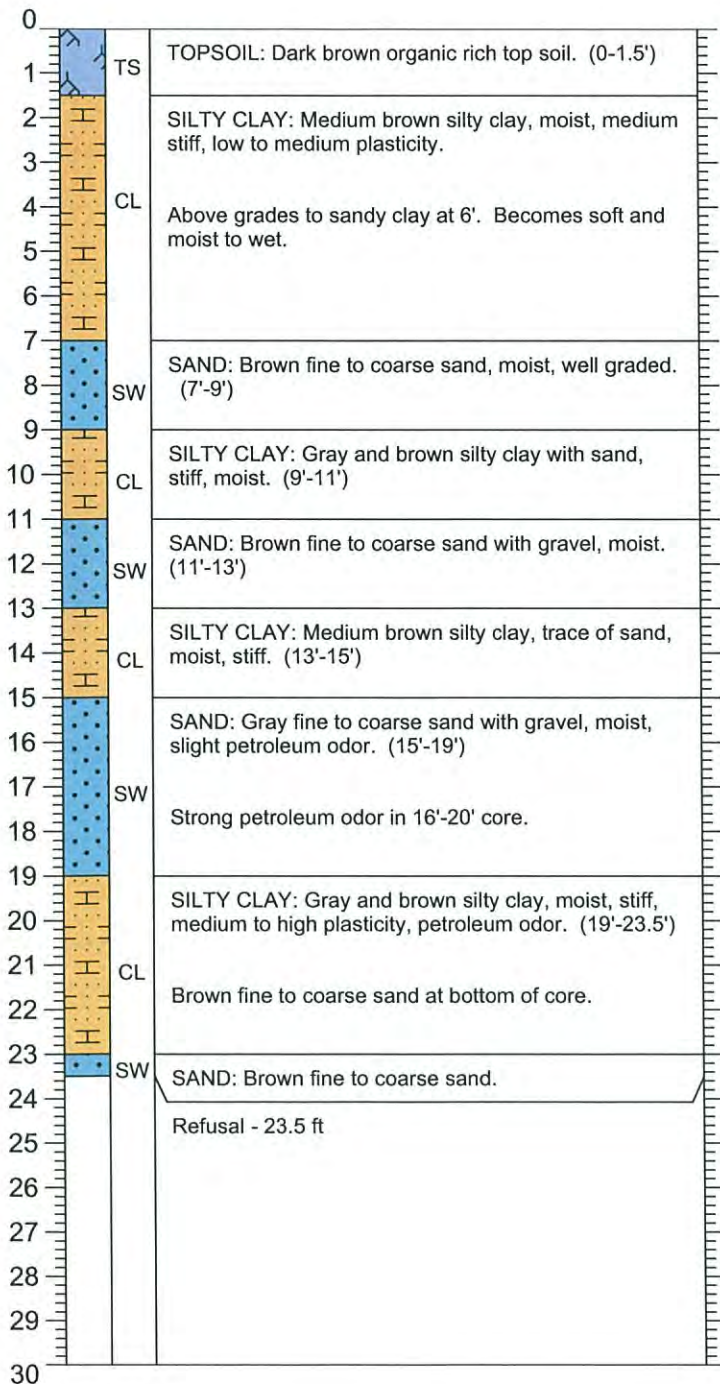 0
1
2
3
4
5
6
7
8
9
10
11
12
13
14
15
16
17
18
19
20
21
22
23
24
25
26
27
28
29
30
TS
TOPSOIL: Dark brown organic rich top soil. (0-1.5')
CL
SILTY CLAY: Medium brown silty clay, moist, medium
stiff, low to medium plasticity.
Above grades to sandy clay at 6'. Becomes soft and
moist to wet.
SW
SAND: Brown fine to coarse sand, moist, well graded.
(7'-9')
CL
SILTY CLAY: Gray and brown silty clay with sand,
stiff, moist. (9'-11')
SW
SAND: Brown fine to coarse sand with gravel, moist.
(11'-13')
CL
SILTY CLAY: Medium brown silty clay, trace of sand,
moist, stiff. (13'-15')
SW
SAND: Gray fine to coarse sand with gravel, moist,
slight petroleum odor. (15'-19')
Strong petroleum odor in 16'-20' core.
CL
SILTY CLAY: Gray and brown silty clay, moist, stiff,
medium to high plasticity, petroleum odor. (19'-23.5')
Brown fine to coarse sand at bottom of core.
SW
SAND: Brown fine to coarse sand.
Refusal - 23.5 ft